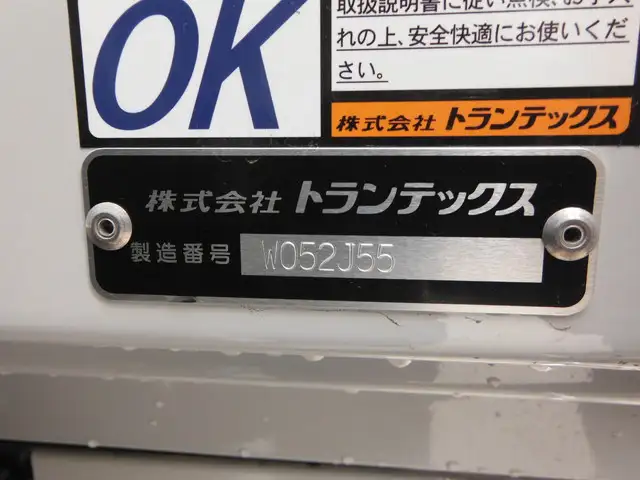 OK
取扱説明書に従い点検、お手入
れの上、安全快適にお使いくだ
さい。
株式会社 トランテックス
株式会社 トランテックス
製造番号 W052J55